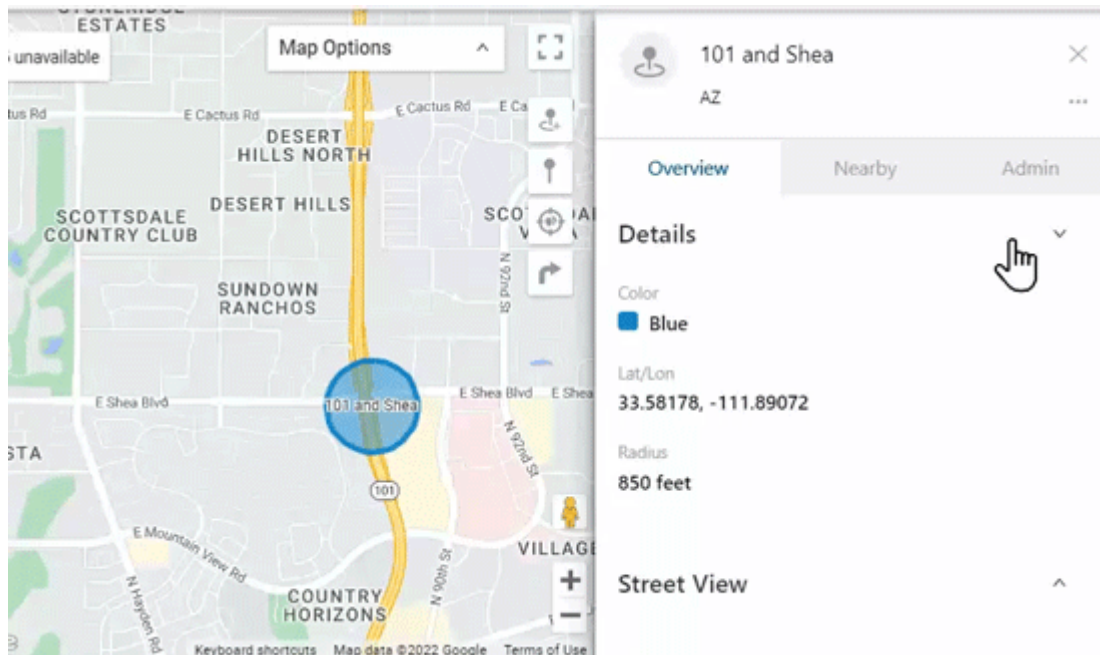 ESTATES
unavailable
Map Options
E Cactus Rd
E Cactus Rd
E Ca
DESERT
HILLS NORTH
DESERT HILLS
SCOTTSDALE
COUNTRY CLUB
N 92nd St
SUNDOWN
RANCHOS
E Shea Blvd
101 and Shea
E Shea Blvd
E Shea
N 92nd St
101
E Mountain View Rd
VILLAGE
N Hayden Rd
COUNTRY
HORIZONS
N 90th St
Keyboard shortcuts
Map data ©2022 Google
Terms of Use
101 and Shea
AZ
Overview
Nearby
Admin
Details
Color
Blue
Lat/Lon
33.58178, -111.89072
Radius
850 feet
Street View